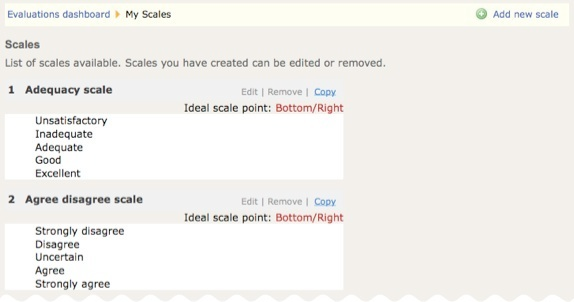 Evaluations dashboard My Scales Add new scale
Scales
List of scales available. Scales you have created can be edited or removed.
1 Adequacy scale Edit | Remove | Copy
Ideal scale point: Bottom/Right
Unsatisfactory
Inadequate
Adequate
Good
Excellent
2 Agree disagree scale Edit | Remove | Copy
Ideal scale point: Bottom/Right
Strongly disagree
Disagree
Uncertain
Agree
Strongly agree